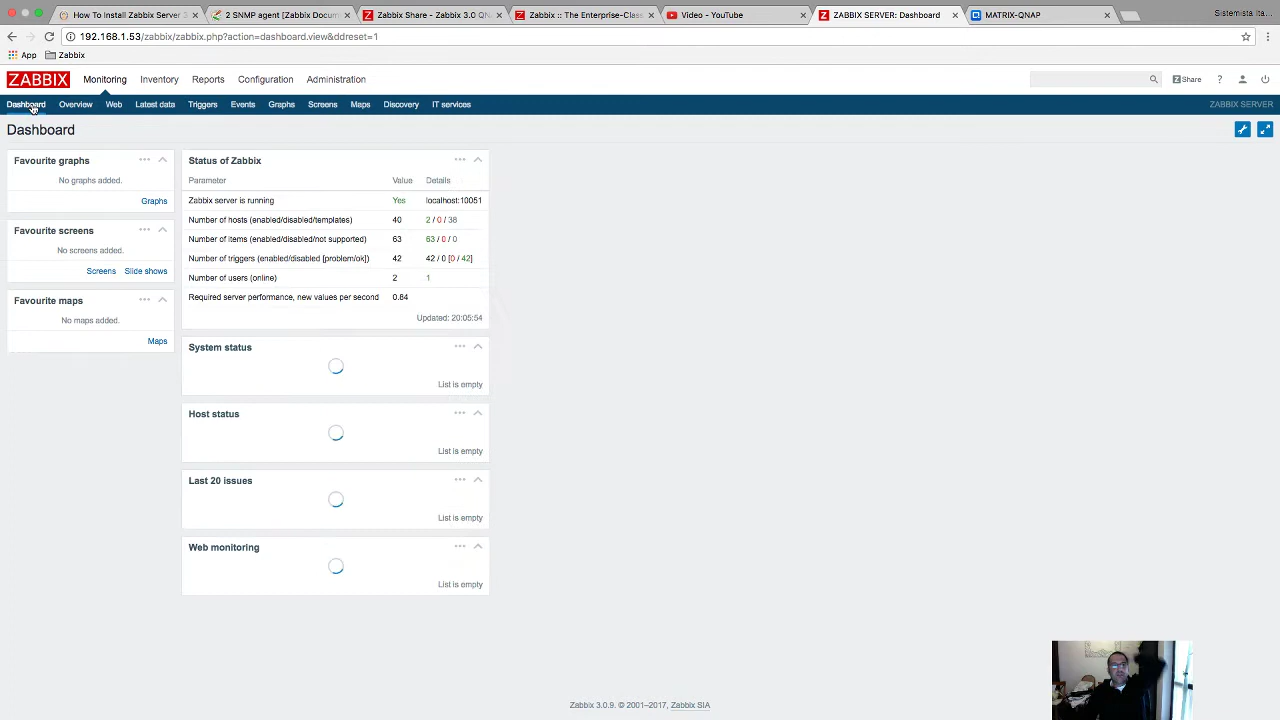 How To Install Zabbix Server 3
2 SNMP agent [Zabbix Docum
Zabbix Share - Zabbix 3.0 QN
Zabbix :: The Enterprise-Class
Video - YouTube
ZABBIX SERVER: Dashboard
MATRIX-QNAP
Sistemista Ita...
192.168.1.53/zabbix/zabbix.php?action=dashboard.view&ddreset=1
App
Zabbix
ZABBIX
Monitoring
Inventory
Reports
Configuration
Administration
Z Share
?
Dashboard
Overview
Web
Latest data
Triggers
Events
Graphs
Screens
Maps
Discovery
IT services
ZABBIX SERVER
Dashboard
Favourite graphs
No graphs added.
Graphs
Favourite screens
No screens added.
Screens Slide shows
Favourite maps
No maps added.
Maps
Status of Zabbix
Parameter Value Details
Zabbix server is running Yes localhost:10051
Number of hosts (enabled/disabled/templates) 40 2 / 0 / 38
Number of items (enabled/disabled/not supported) 63 63 / 0 / 0
Number of triggers (enabled/disabled [problem/ok]) 42 42 / 0 [0 / 42]
Number of users (online) 2 1
Required server performance, new values per second 0.84
Updated: 20:05:54
System status
List is empty
Host status
List is empty
Last 20 issues
List is empty
Web monitoring
List is empty
Zabbix 3.0.9. © 2001–2017, Zabbix SIA